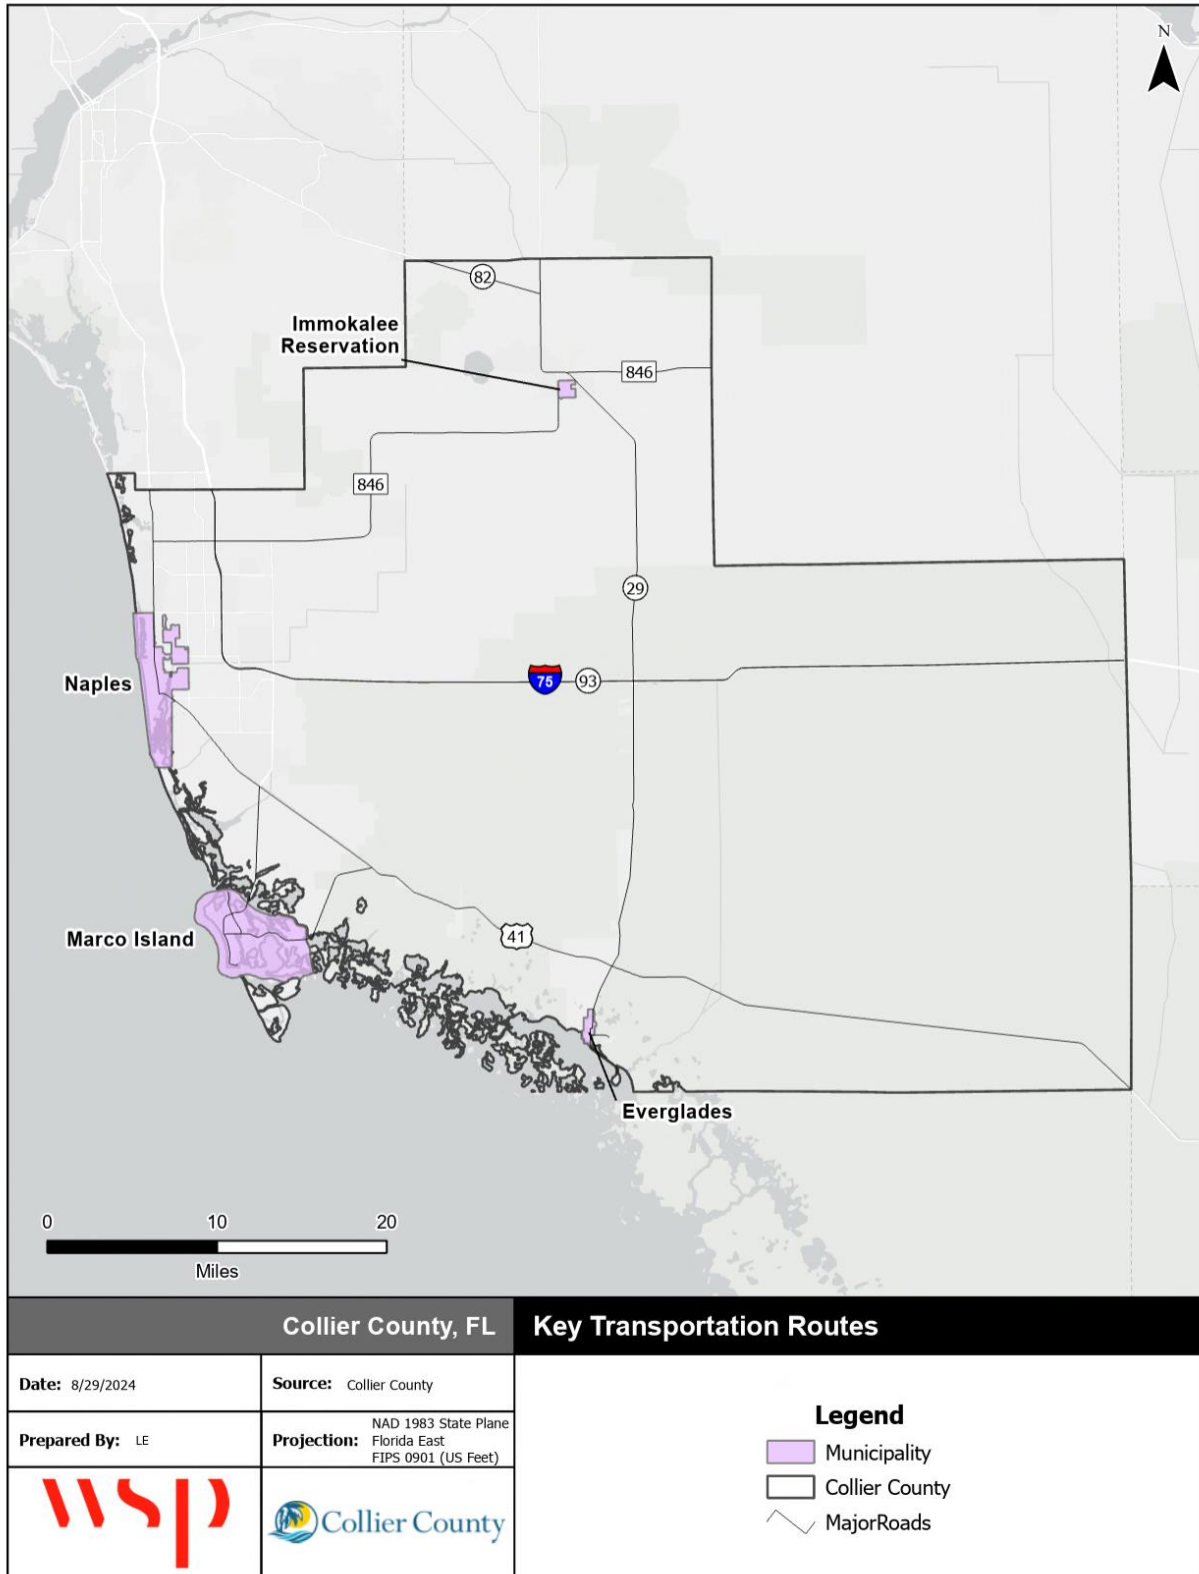 N
82
Immokalee
Reservation
846
846
29
Naples
75
93
Marco Island
41
Everglades
0 10 20
Miles
Collier County, FL
Key Transportation Routes
Date: 8/29/2024
Source: Collier County
Prepared By: LE
Projection: NAD 1983 State Plane
Florida East
FIPS 0901 (US Feet)
wsp
Collier County
Legend
Municipality
Collier County
MajorRoads